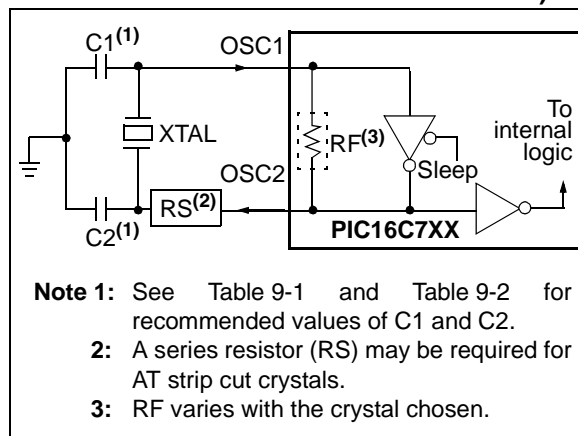 C1(1)
OSC1
To
internal
logic
XTAL
RF(3)
Sleep
OSC2
RS(2)
C2(1)
PIC16C7XX
Note 1: See Table 9-1 and Table 9-2 for
recommended values of C1 and C2.
2: A series resistor (RS) may be required for
AT strip cut crystals.
3: RF varies with the crystal chosen.